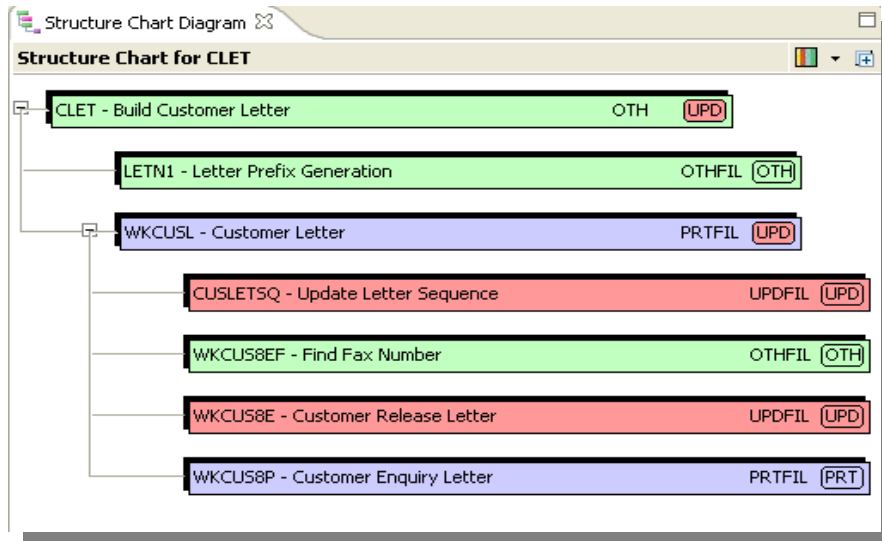 Structure Chart Diagram
Structure Chart for CLET
CLET - Build Customer Letter OTH UPD
LETN1 - Letter Prefix Generation OTHFIL OTH
WKCUSL - Customer Letter PRTFIL UPD
CUSLETSQ - Update Letter Sequence UPDFIL UPD
WKCUS8EF - Find Fax Number OTHFIL OTH
WKCUS8E - Customer Release Letter UPDFIL UPD
WKCUS8P - Customer Enquiry Letter PRTFIL PRT